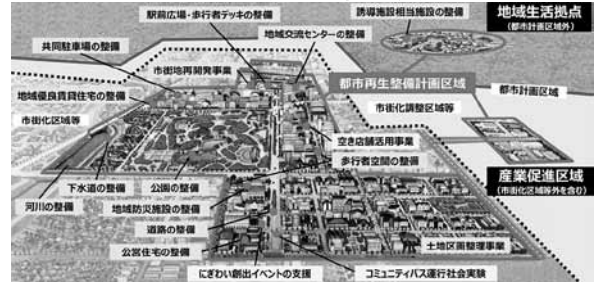 駅前広場・歩行者デッキの整備
誘導施設相当施設の整備
地域生活拠点
(都市計画区域外)
共同駐車場の整備
地域交流センターの整備
市街地再開発事業
都市再生整備計画区域
都市計画区域
地域優良賃貸住宅の整備
市街化調整区域等
市街化区域等
空き店舗活用事業
歩行者空間の整備
産業促進区域
(市街化区域等外を含む)
下水道の整備
公園の整備
河川の整備
地域防災施設の整備
道路の整備
土地区画整理事業
公営住宅の整備
にぎわい創出イベントの支援
コミュニティバス運行社会実験